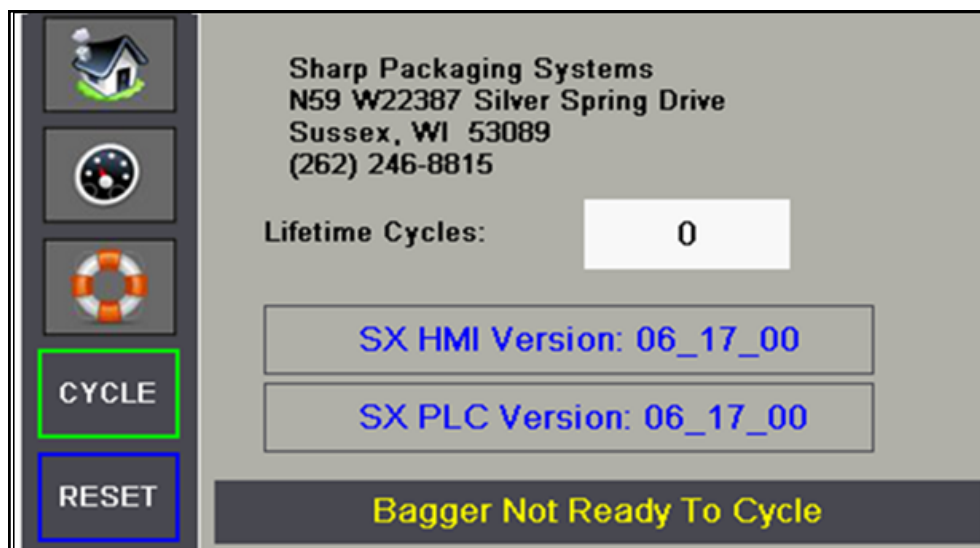 Sharp Packaging Systems
N59 W22387 Silver Spring Drive
Sussex, WI 53089
(262) 246-8815
Lifetime Cycles: 0
SX HMI Version: 06_17_00
SX PLC Version: 06_17_00
CYCLE
RESET
Bagger Not Ready To Cycle